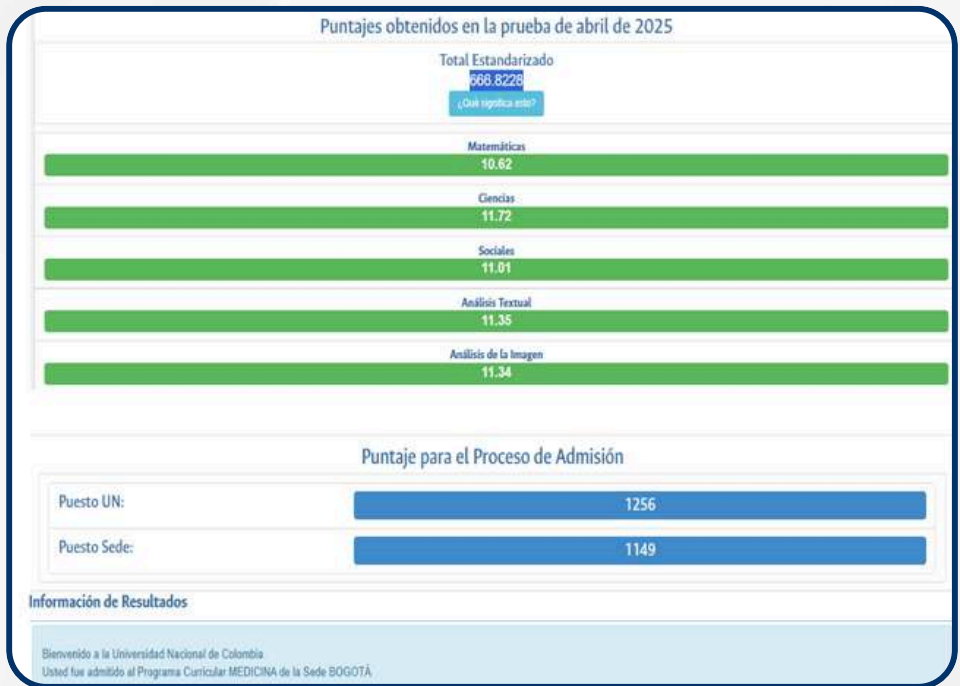 Puntajes obtenidos en la prueba de abril de 2025
Total Estandarizado
666.8228
¿Qué significa esto?
Matemáticas
10.62
Ciencias
11.72
Sociales
11.01
Análisis Textual
11.35
Análisis de la Imagen
11.34
Puntaje para el Proceso de Admisión
Puesto UN:
1256
Puesto Sede:
1149
Información de Resultados
Bienvenido a la Universidad Nacional de Colombia
Usted fue admitido al Programa Curricular MEDICINA de la Sede BOGOTÁ